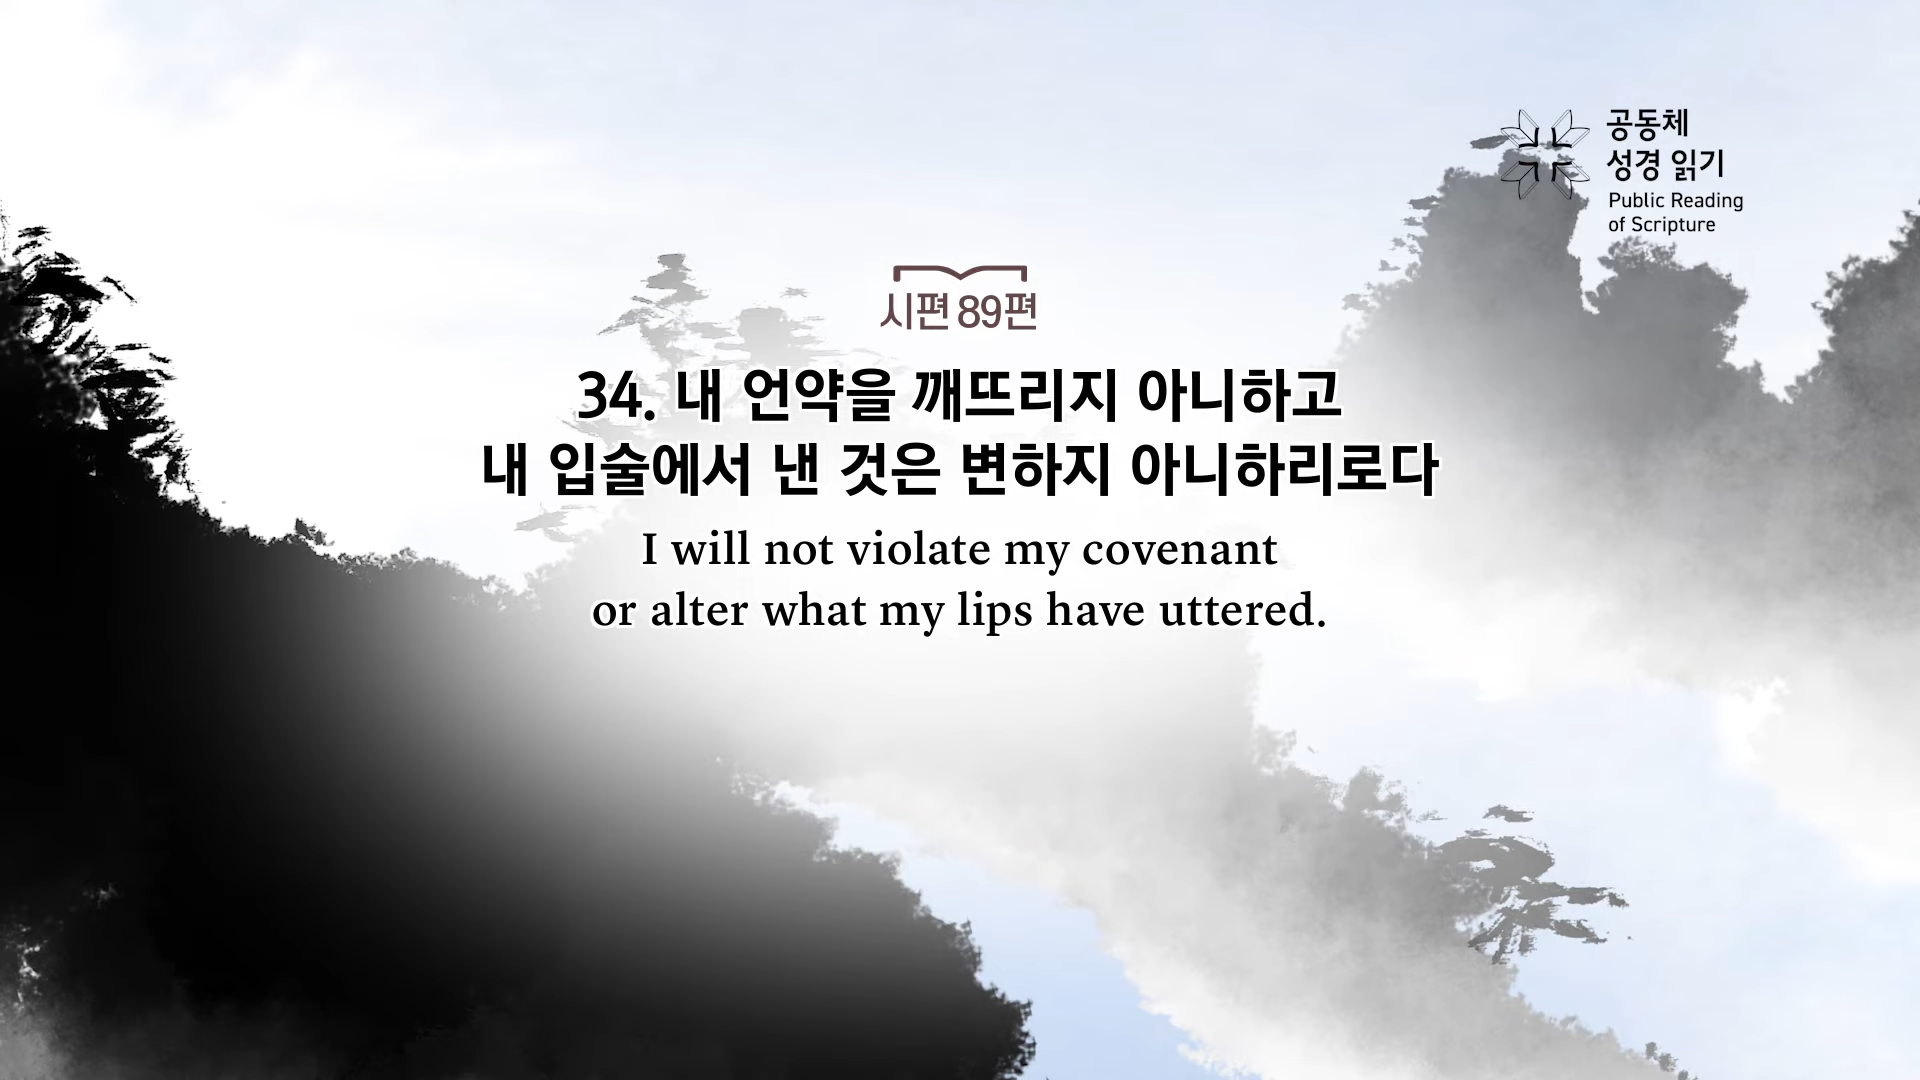 공동체
성경 읽기
Public Reading
of Scripture
시편 89편
34. 내 언약을 깨뜨리지 아니하고
내 입술에서 낸 것은 변하지 아니하리로다
I will not violate my covenant
or alter what my lips have uttered.